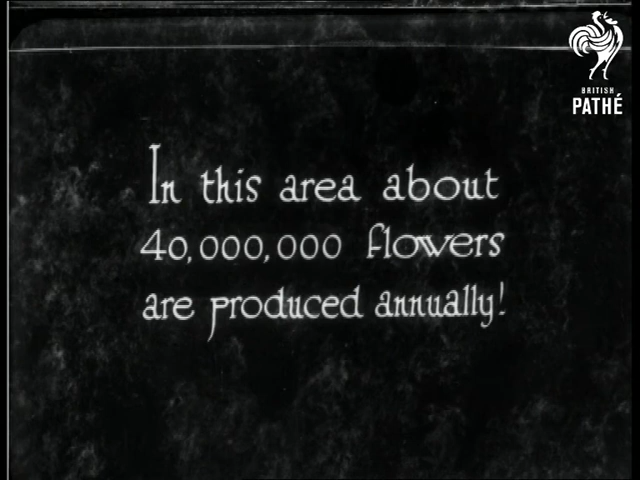 BRITISH
PATHÉ
In this area about
40,000,000 flowers
are produced annually!